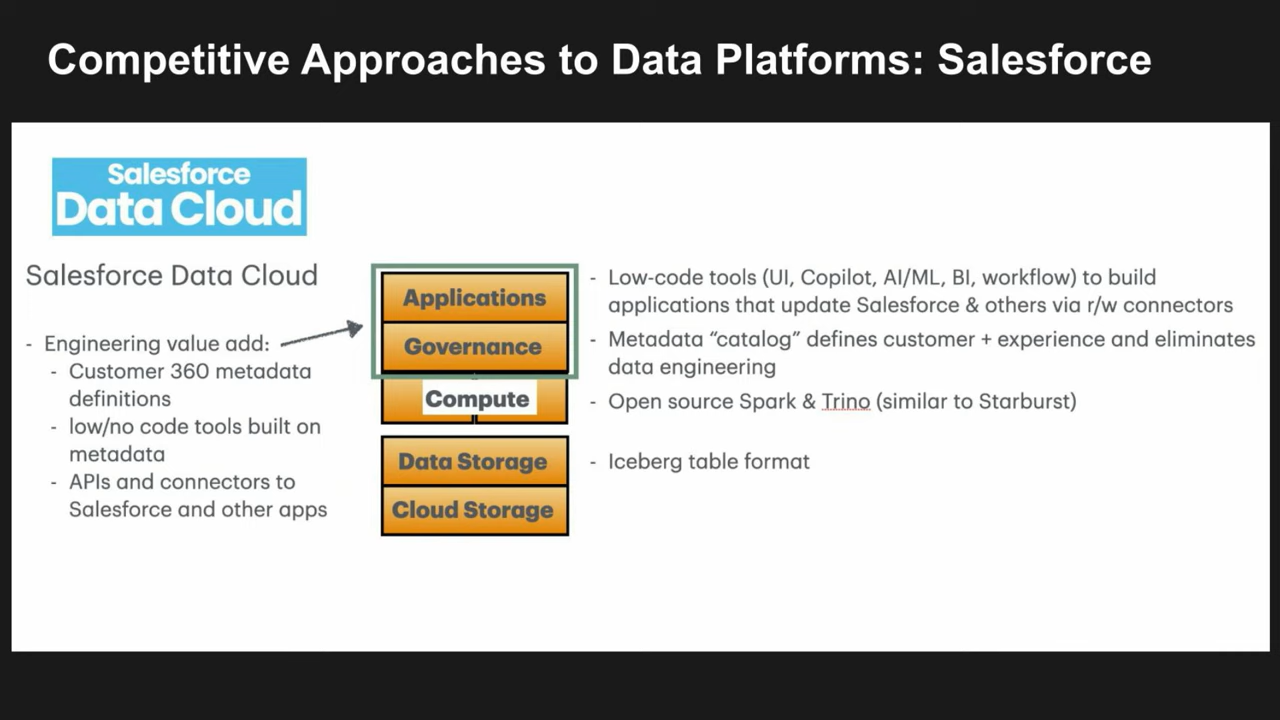 Competitive Approaches to Data Platforms: Salesforce
Salesforce
Data Cloud
Salesforce Data Cloud
- Engineering value add:
- Customer 360 metadata
definitions
- low/no code tools built on
metadata
- APIs and connectors to
Salesforce and other apps
Applications
Governance
Compute
Data Storage
Cloud Storage
- Low-code tools (UI, Copilot, AI/ML, BI, workflow) to build
applications that update Salesforce & others via r/w connectors
- Metadata “catalog” defines customer + experience and eliminates
data engineering
- Open source Spark & Trino (similar to Starburst)
- Iceberg table format